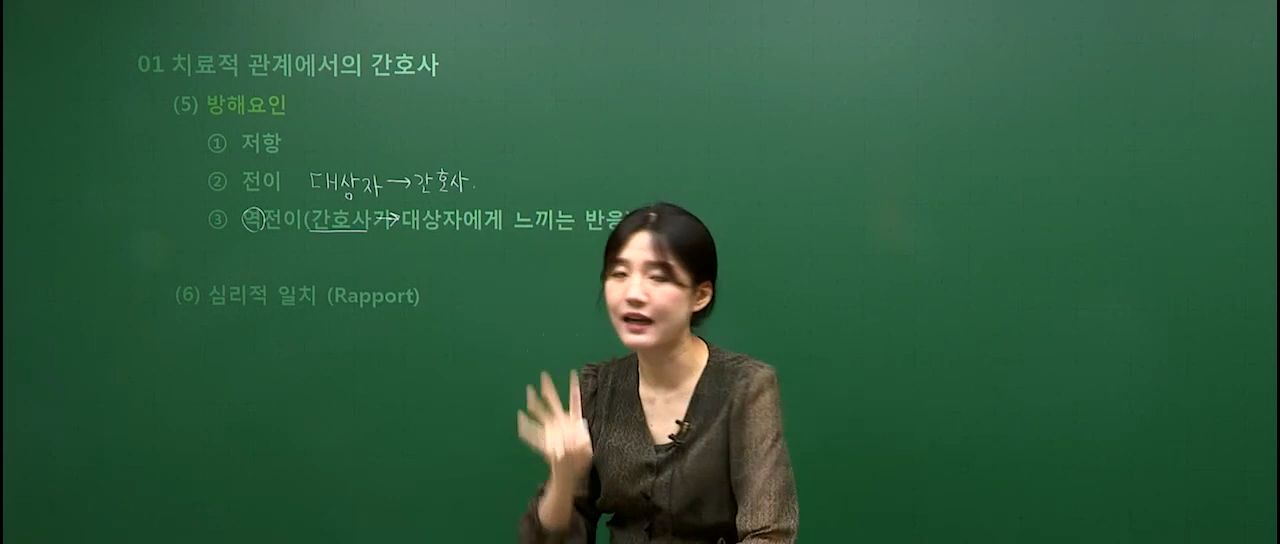 01 치료적 관계에서의 간호사
(5) 방해요인
① 저항
② 전이 대상자→간호사.
③ 역전이(간호사가→대상자에게 느끼는 반응
(6) 심리적 일치 (Rapport)